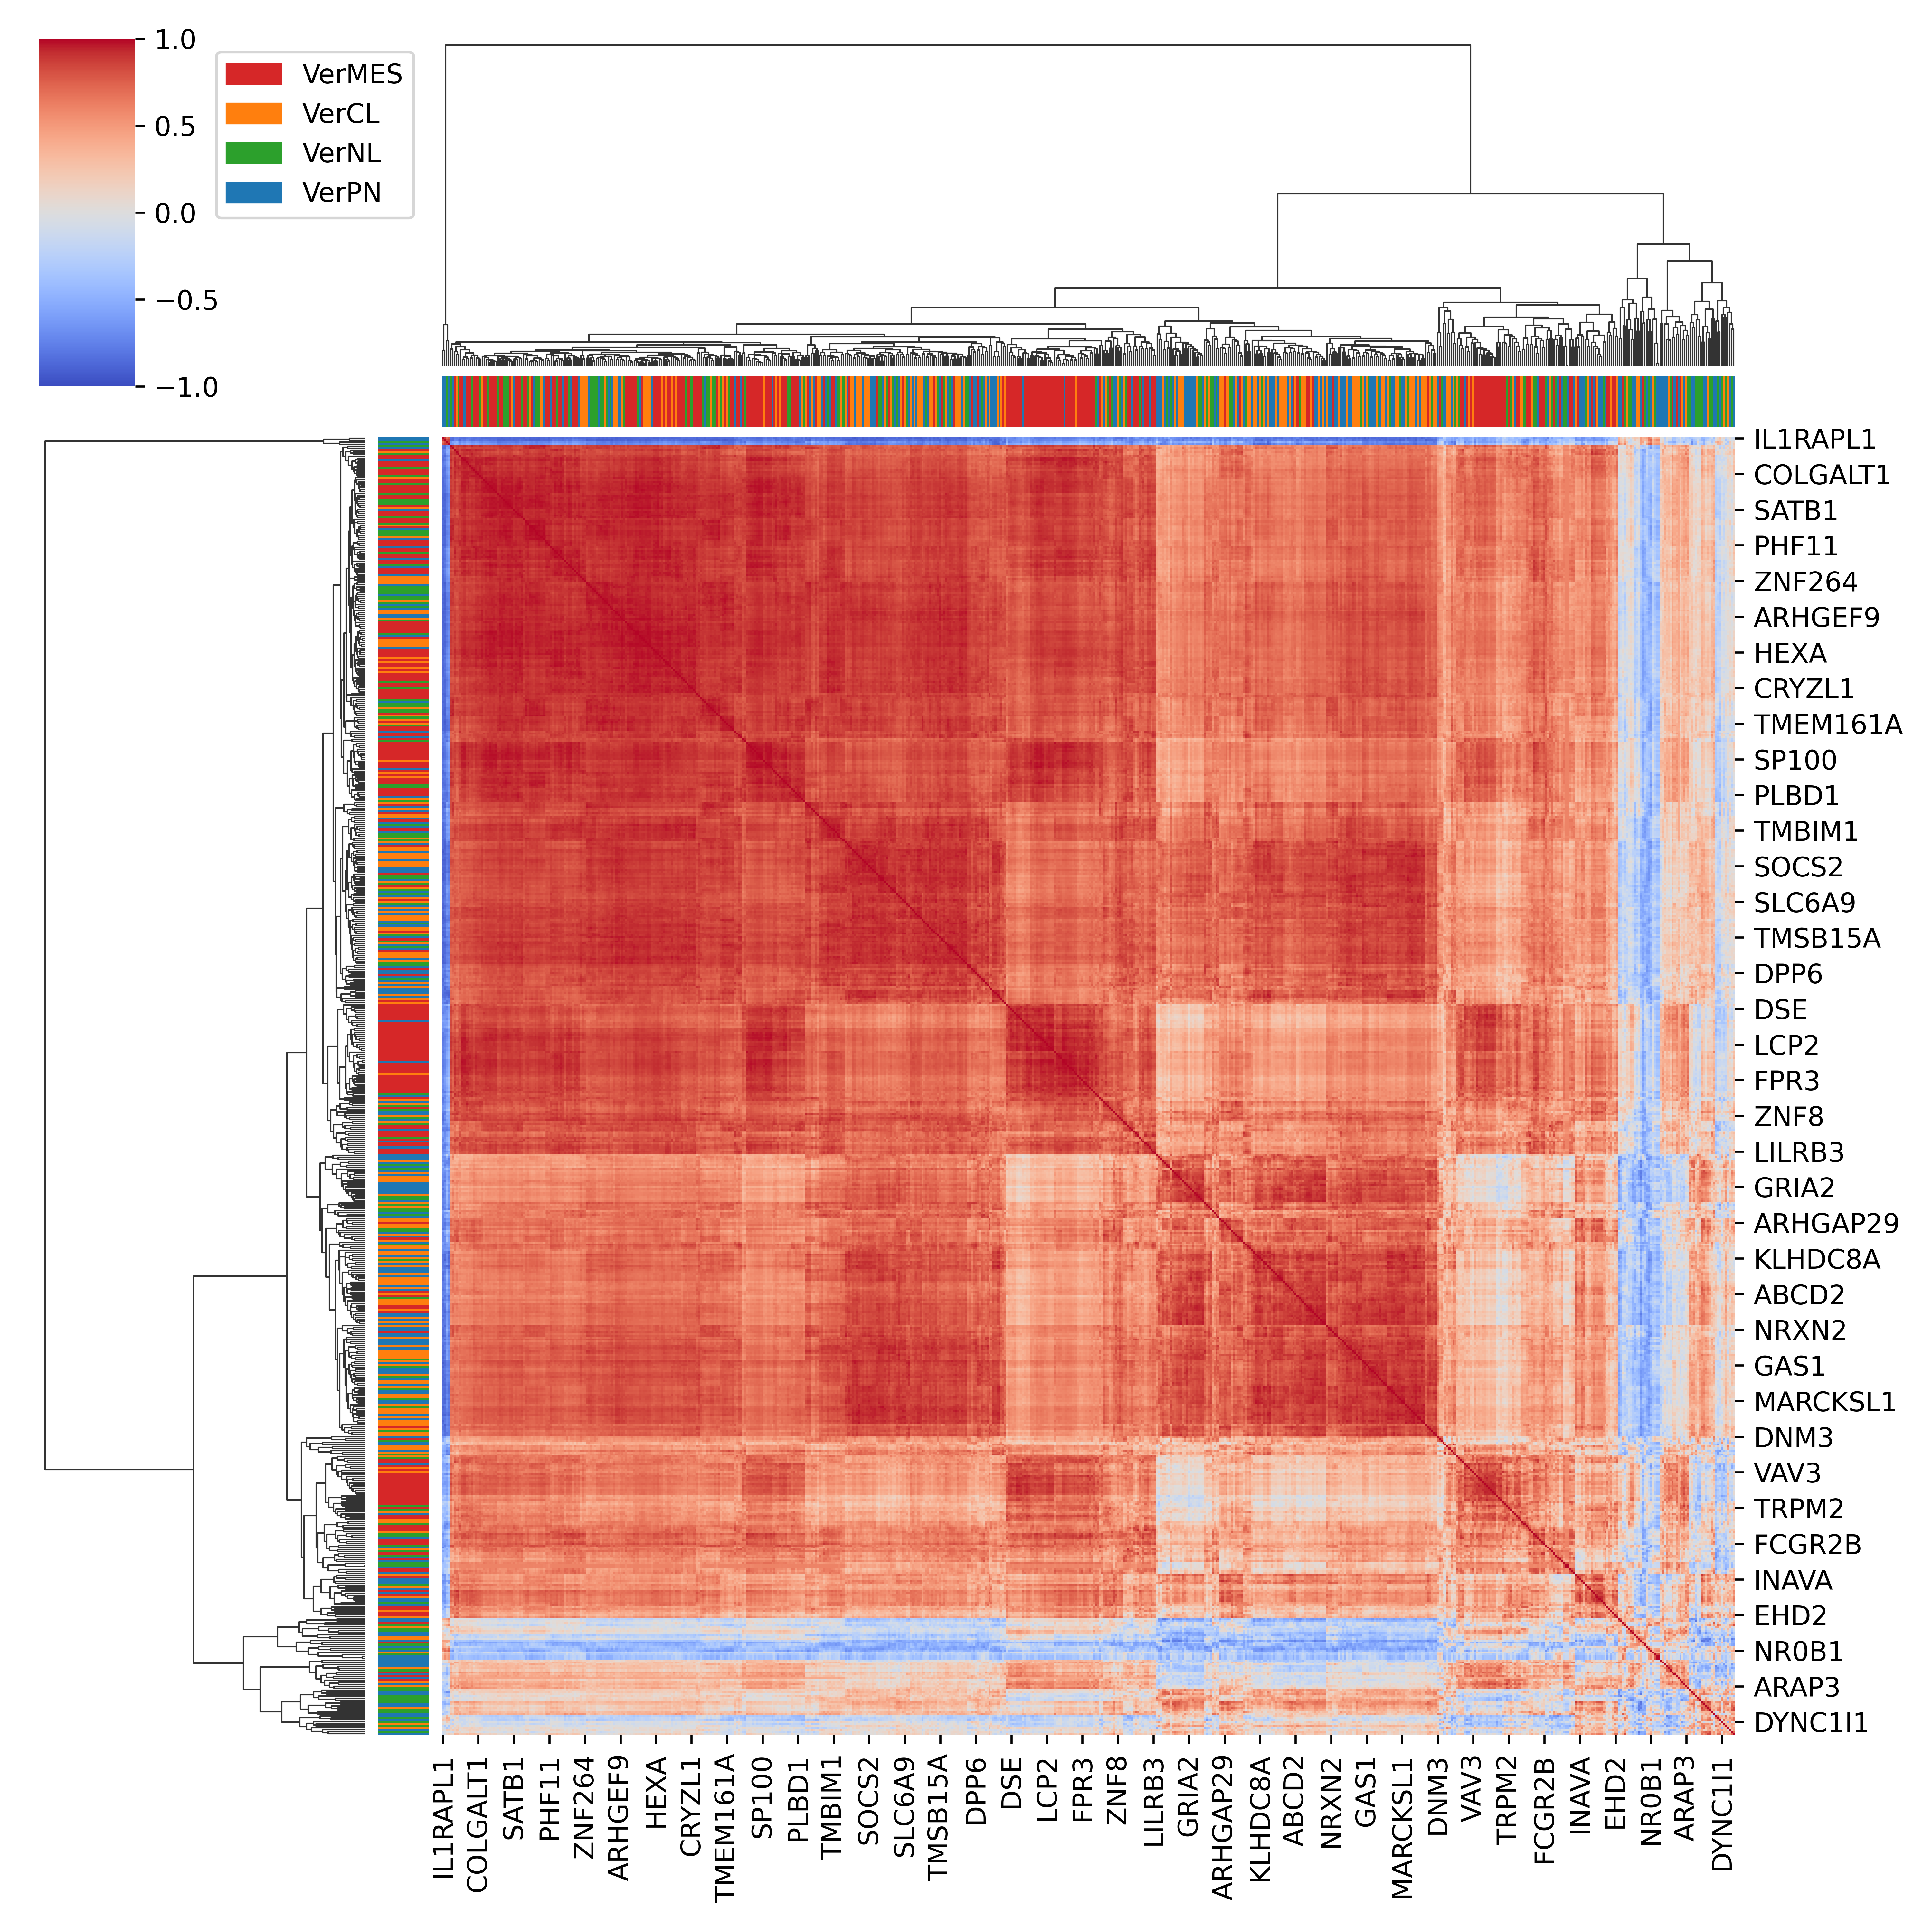 1.0
0.5
0.0
−0.5
−1.0
VerMES
VerCL
VerNL
VerPN
IL1RAPL1
COLGALT1
SATB1
PHF11
ZNF264
ARHGEF9
HEXA
CRYZL1
TMEM161A
SP100
PLBD1
TMBIM1
SOCS2
SLC6A9
TMSB15A
DPP6
DSE
LCP2
FPR3
ZNF8
LILRB3
GRIA2
ARHGAP29
KLHDC8A
ABCD2
NRXN2
GAS1
MARCKSL1
DNM3
VAV3
TRPM2
FCGR2B
INAVA
EHD2
NR0B1
ARAP3
DYNC1I1
IL1RAPL1
COLGALT1
SATB1
PHF11
ZNF264
ARHGEF9
HEXA
CRYZL1
TMEM161A
SP100
PLBD1
TMBIM1
SOCS2
SLC6A9
TMSB15A
DPP6
DSE
LCP2
FPR3
ZNF8
LILRB3
GRIA2
ARHGAP29
KLHDC8A
ABCD2
NRXN2
GAS1
MARCKSL1
DNM3
VAV3
TRPM2
FCGR2B
INAVA
EHD2
NR0B1
ARAP3
DYNC1I1